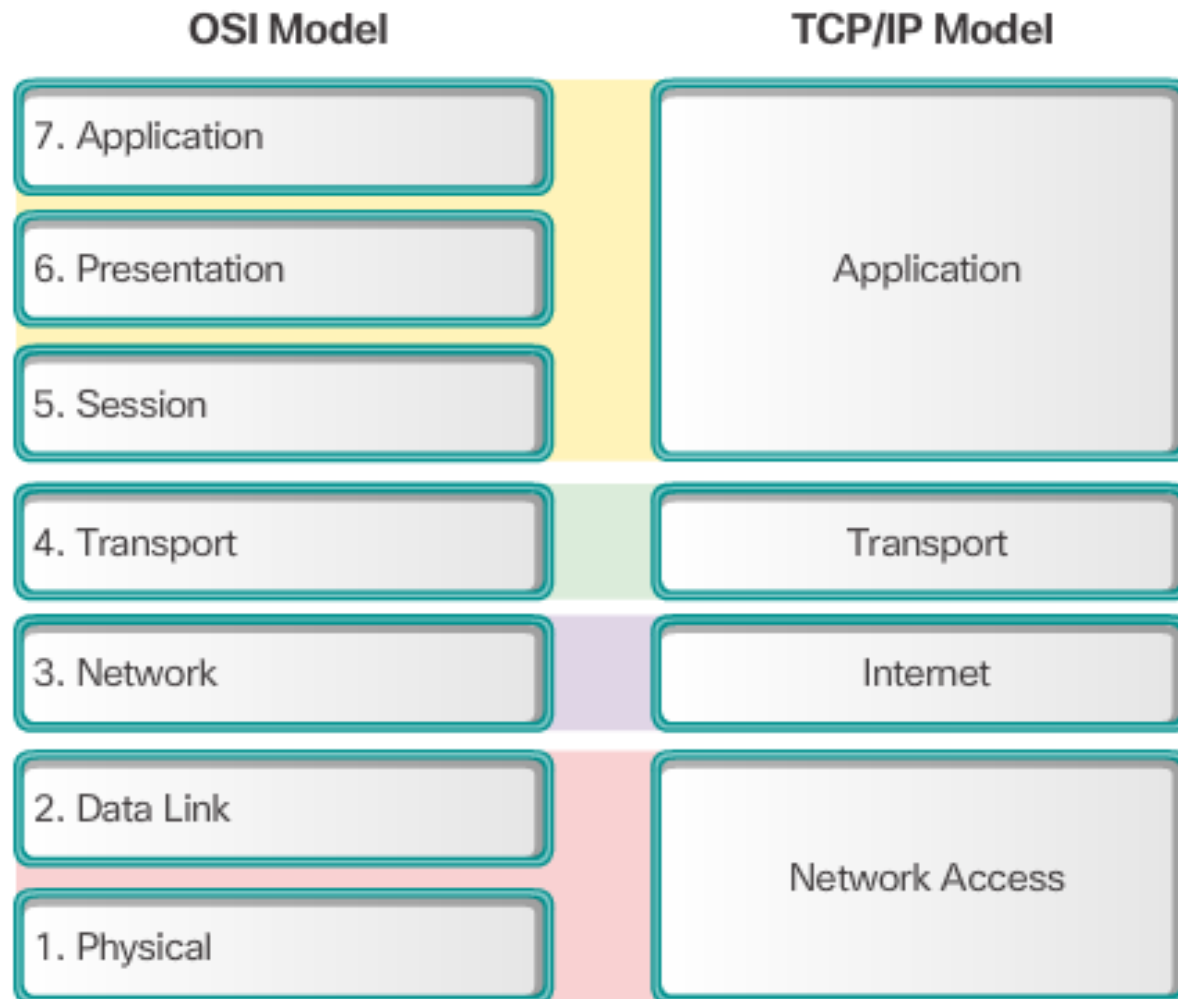 OSI Model
TCP/IP Model
7. Application
6. Presentation
5. Session
4. Transport
3. Network
2. Data Link
1. Physical
Application
Transport
Internet
Network Access